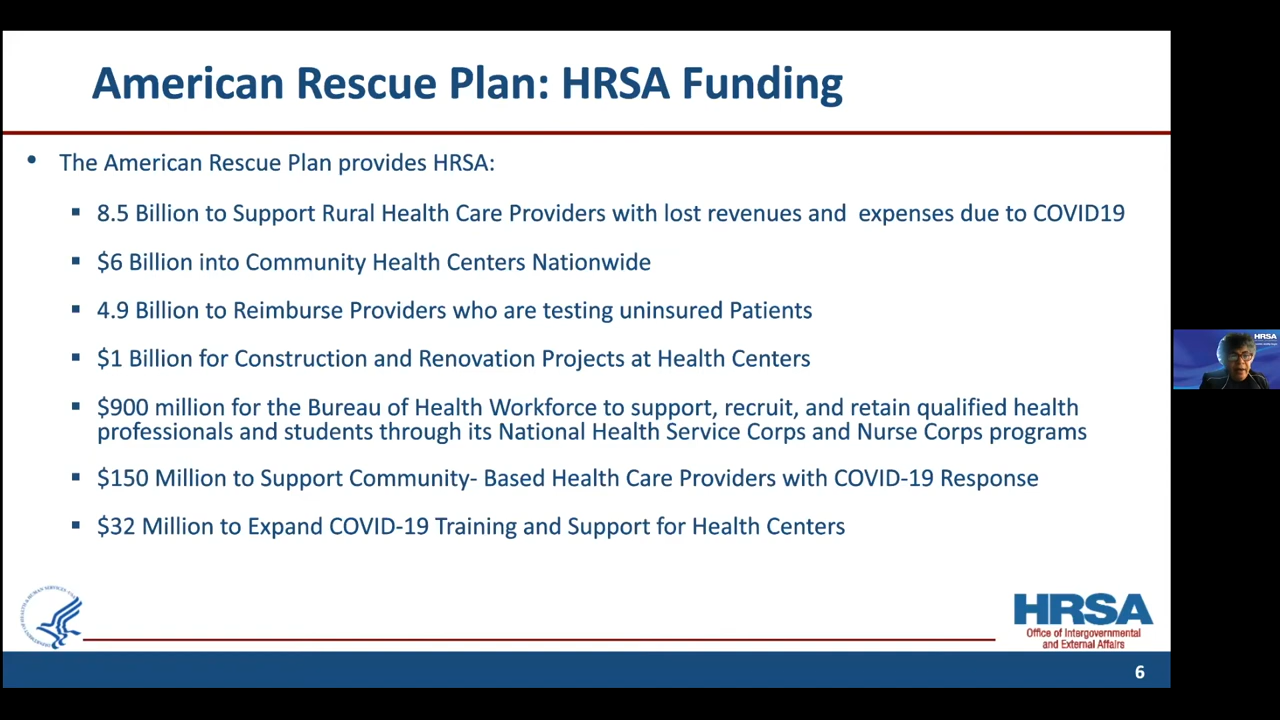 American Rescue Plan: HRSA Funding
• The American Rescue Plan provides HRSA:
▪ 8.5 Billion to Support Rural Health Care Providers with lost revenues and  expenses due to COVID19
▪ $6 Billion into Community Health Centers Nationwide
▪ 4.9 Billion to Reimburse Providers who are testing uninsured Patients
▪ $1 Billion for Construction and Renovation Projects at Health Centers
▪ $900 million for the Bureau of Health Workforce to support, recruit, and retain qualified health
professionals and students through its National Health Service Corps and Nurse Corps programs
▪ $150 Million to Support Community- Based Health Care Providers with COVID-19 Response
▪ $32 Million to Expand COVID-19 Training and Support for Health Centers
HRSA
HRSA
Office of Intergovernmental
and External Affairs
6